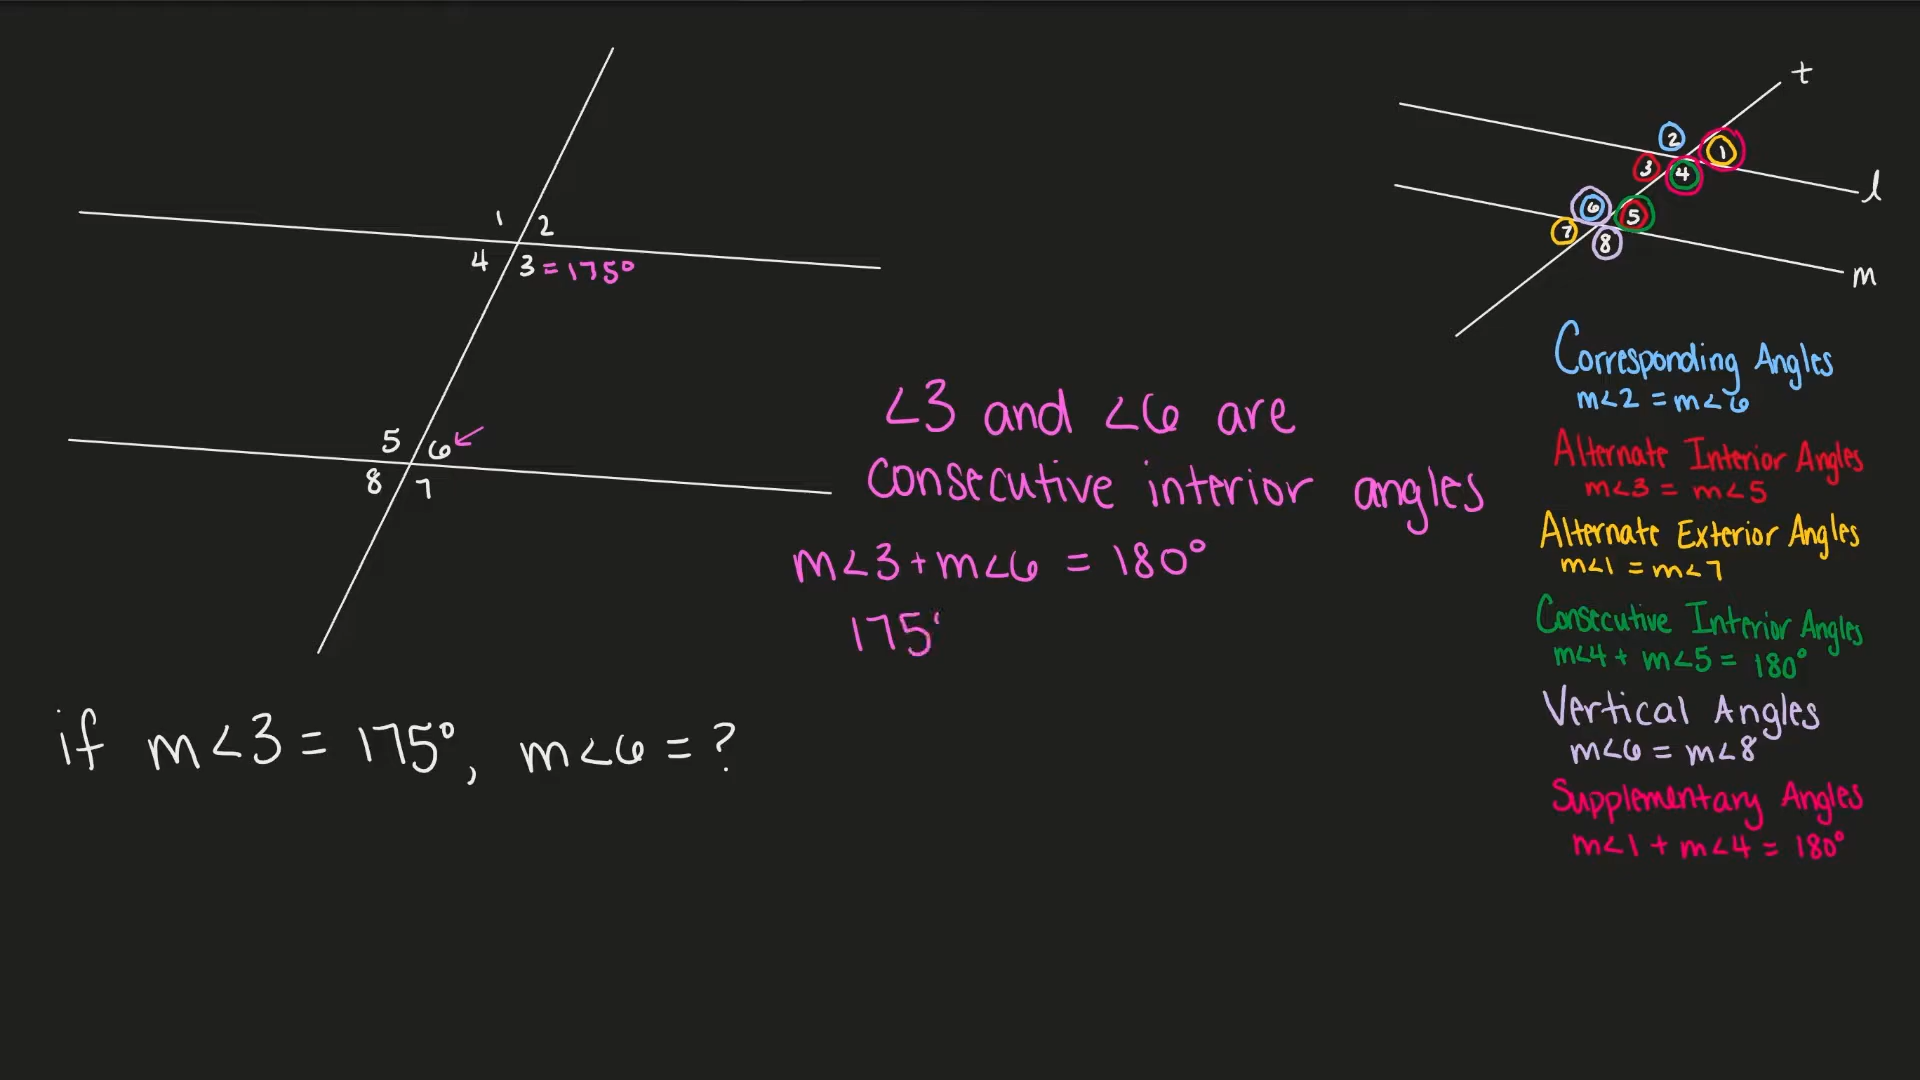 1 2
4 3 = 175°
5 6
8 7
if m<3 = 175°, m<6 = ?
<3 and <6 are
consecutive interior angles
m<3 + m<6 = 180°
175°
t
2 1
3 4
l
6 5
7 8
m
Corresponding Angles
m<2 = m<6
Alternate Interior Angles
m<3 = m<5
Alternate Exterior Angles
m<1 = m<7
Consecutive Interior Angles
m<4 + m<5 = 180°
Vertical Angles
m<6 = m<8
Supplementary Angles
m<1 + m<4 = 180°